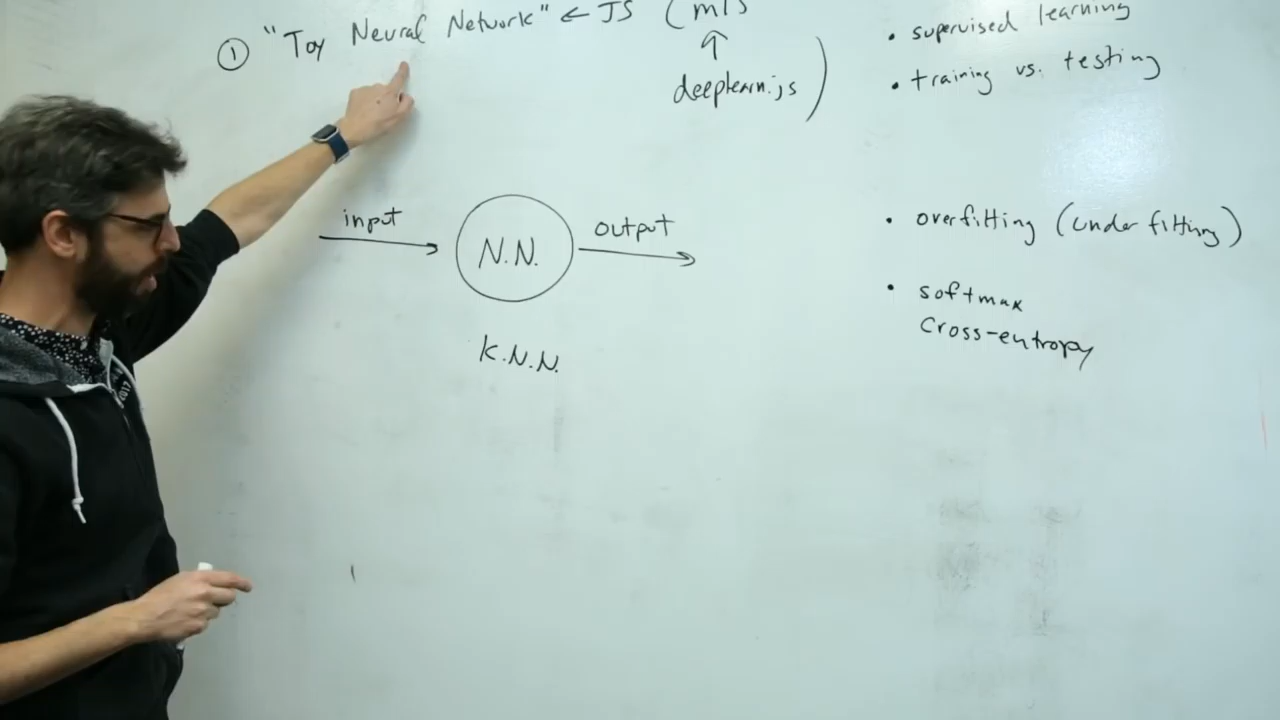 ① "Toy Neural Network" ← JS (ml5
↑
deeplearn.js)
input
N.N.
output
K.N.N.
• supervised learning
• training vs. testing
• overfitting (underfitting)
• softmax
cross-entropy